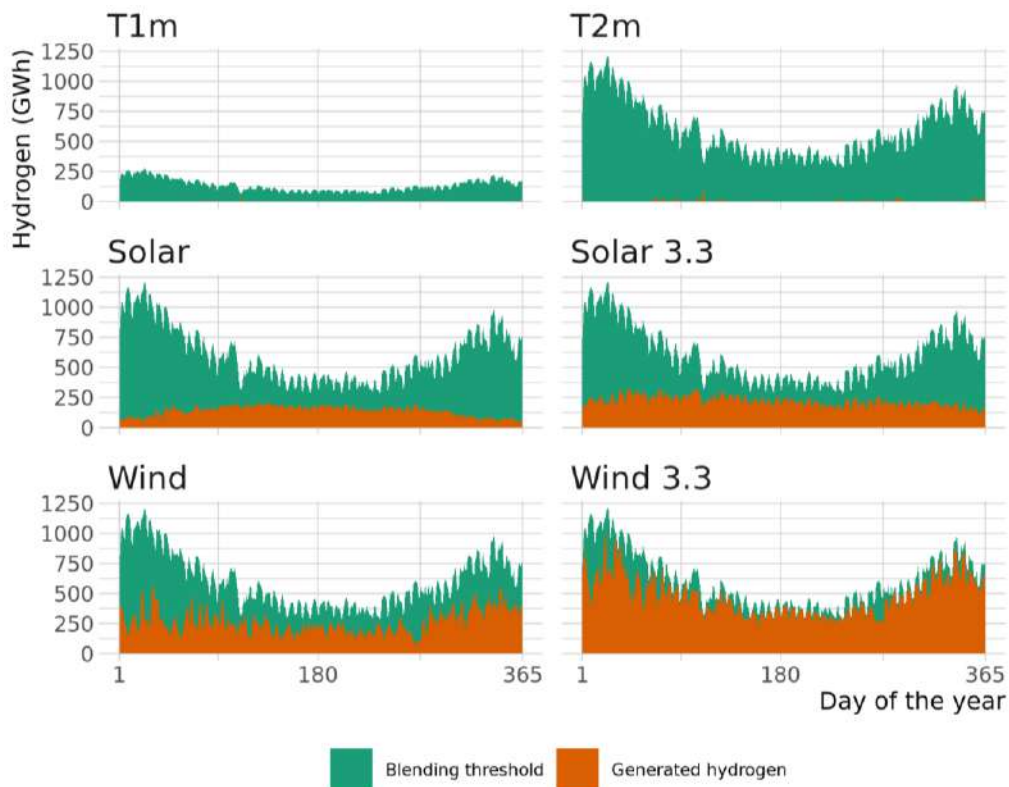 T1m
T2m
Hydrogen (GWh)
1250
1000
750
500
250
0
Solar
Solar 3.3
1250
1000
750
500
250
0
Wind
Wind 3.3
1250
1000
750
500
250
0
1
180
365
1
180
365
Day of the year
Blending threshold
Generated hydrogen